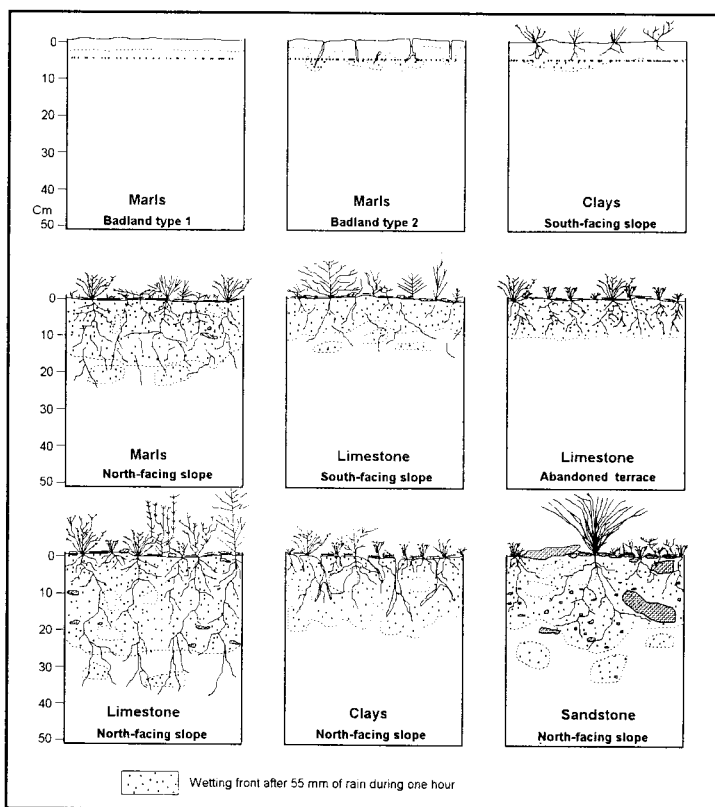 0
10
20
30
40
Cm
50
Marls
Badland type 1
Marls
Badland type 2
Clays
South-facing slope
0
10
20
30
40
50
Marls
North-facing slope
Limestone
South-facing slope
Limestone
Abandoned terrace
0
10
20
30
40
50
Limestone
North-facing slope
Clays
North-facing slope
Sandstone
North-facing slope
Wetting front after 55 mm of rain during one hour